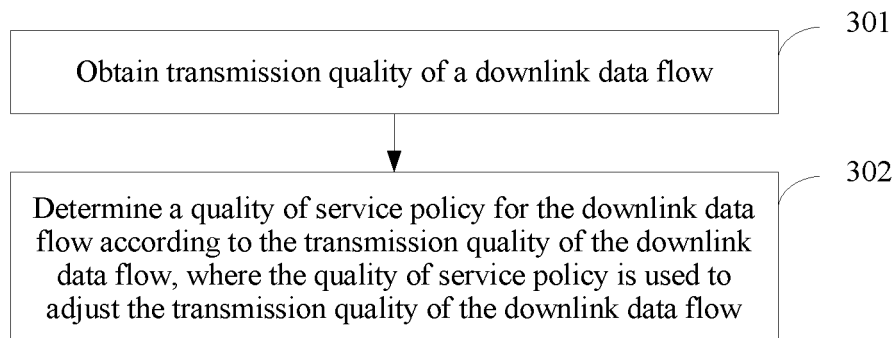 301
Obtain transmission quality of a downlink data flow
302
Determine a quality of service policy for the downlink data
flow according to the transmission quality of the downlink
data flow, where the quality of service policy is used to
adjust the transmission quality of the downlink data flow